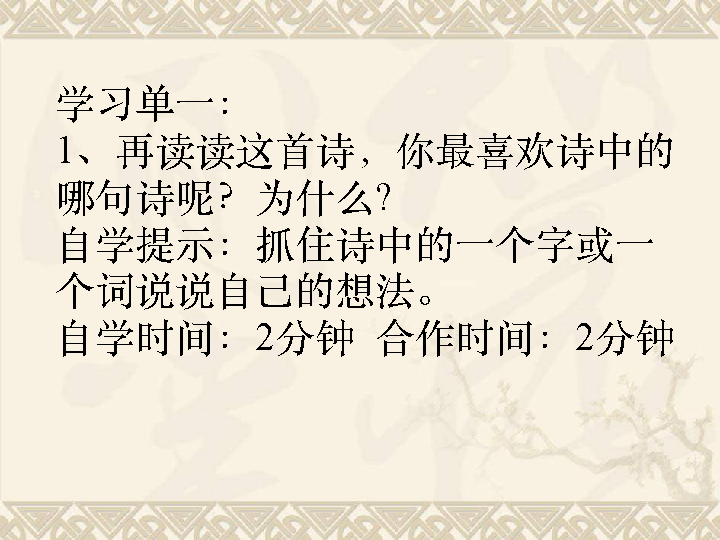 学习单一：
1、再读读这首诗，你最喜欢诗中的
哪句诗呢？为什么？
自学提示：抓住诗中的一个字或一
个词说说自己的想法。
自学时间：2分钟 合作时间：2分钟